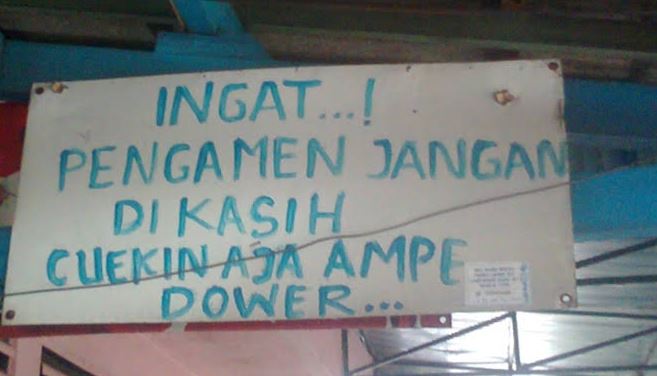 INGAT...!
PENGAMEN JANGAN
DI KASIH
CUEKIN AJA AMPE
DOWER...